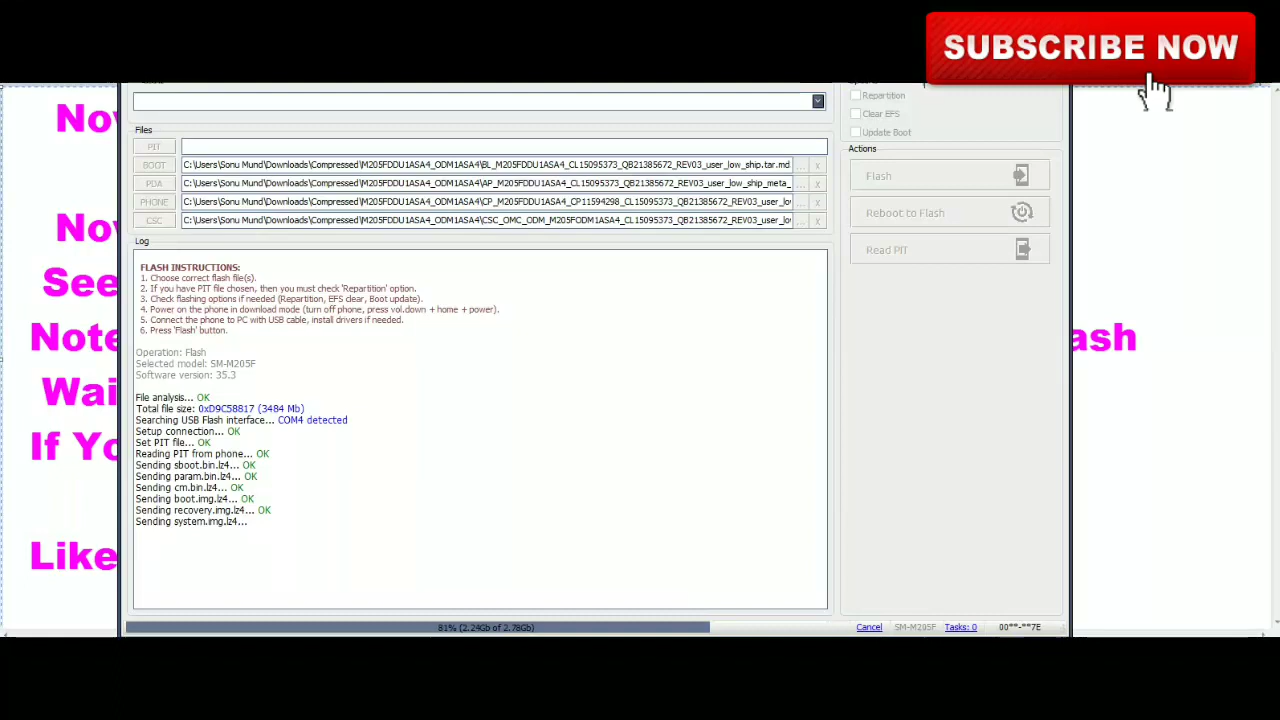 SUBSCRIBE NOW
Repartition
Clear EFS
Update Boot
Files
PIT
BOOT C:\Users\Sonu Mund\Downloads\Compressed\M205FDDU1ASA4_ODM1ASA4\BL_M205FDDU1ASA4_CL15095373_QB21385672_REV03_user_low_ship.tar.md ... x
PDA C:\Users\Sonu Mund\Downloads\Compressed\M205FDDU1ASA4_ODM1ASA4\AP_M205FDDU1ASA4_CL15095373_QB21385672_REV03_user_low_ship_meta_ ... x
PHONE C:\Users\Sonu Mund\Downloads\Compressed\M205FDDU1ASA4_ODM1ASA4\CP_M205FDDU1ASA4_CP11594298_CL15095373_QB21385672_REV03_user_lo ... x
CSC C:\Users\Sonu Mund\Downloads\Compressed\M205FDDU1ASA4_ODM1ASA4\CSC_OMC_ODM_M205FODM1ASA4_CL15095373_QB21385672_REV03_user_lo ... x
Actions
Flash
Reboot to Flash
Read PIT
Log
FLASH INSTRUCTIONS:
1. Choose correct flash file(s).
2. If you have PIT file chosen, then you must check 'Repartition' option.
3. Check flashing options if needed (Repartition, EFS clear, Boot update).
4. Power on the phone in download mode (turn off phone, press vol.down + home + power).
5. Connect the phone to PC with USB cable, install drivers if needed.
6. Press 'Flash' button.
Operation: Flash
Selected model: SM-M205F
Software version: 35.3
File analysis... OK
Total file size: 0xD9C58817 (3484 Mb)
Searching USB Flash interface... COM4 detected
Setup connection... OK
Set PIT file... OK
Reading PIT from phone... OK
Sending sboot.bin.lz4... OK
Sending param.bin.lz4... OK
Sending cm.bin.lz4... OK
Sending boot.img.lz4... OK
Sending recovery.img.lz4... OK
Sending system.img.lz4...
81% (2.24Gb of 2.78Gb)
Cancel SM-M205F Tasks: 0 00**-**7E
See
Note
ash
Wai
If Yo
Like